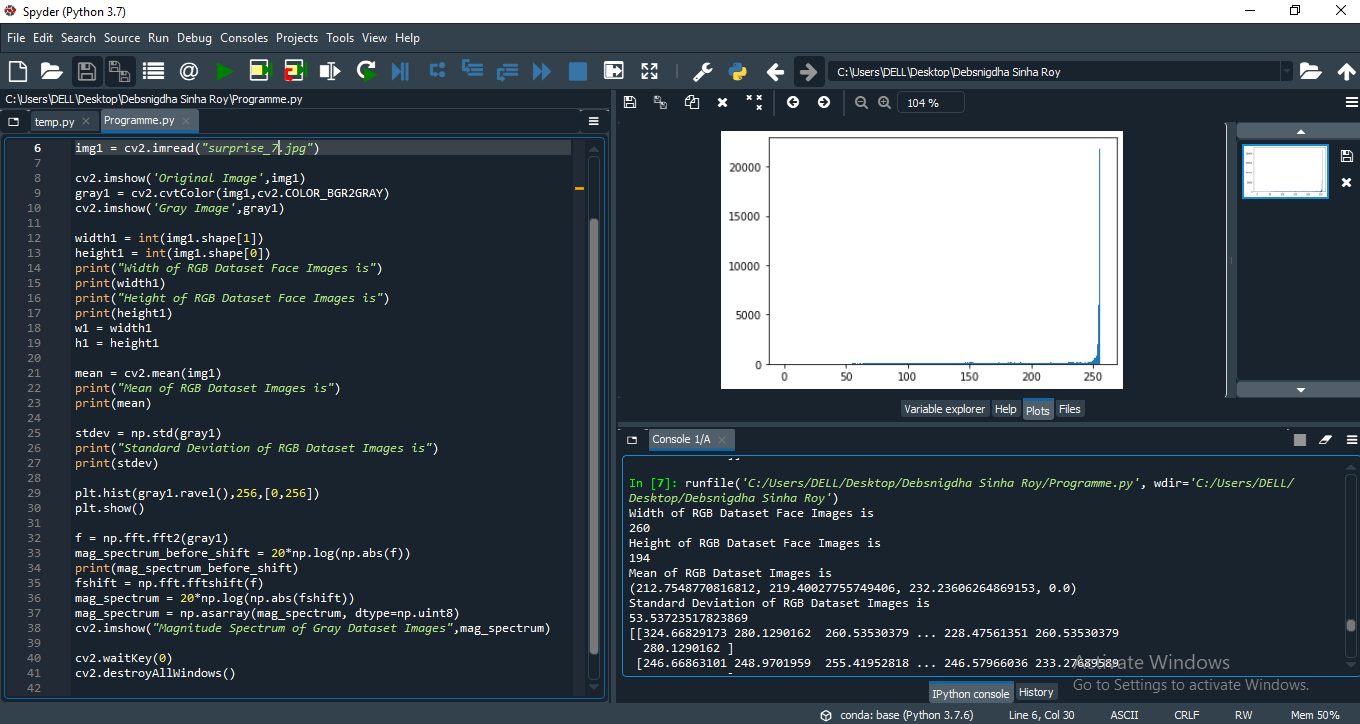 Spyder (Python 3.7)
File Edit Search Source Run Debug Consoles Projects Tools View Help
C:\Users\DELL\Desktop\Debsnigdha Sinha Roy
C:\Users\DELL\Desktop\Debsnigdha Sinha Roy\Programme.py
temp.py
Programme.py
6 img1 = cv2.imread("surprise_7.jpg")
7
8 cv2.imshow('Original Image',img1)
9 gray1 = cv2.cvtColor(img1,cv2.COLOR_BGR2GRAY)
10 cv2.imshow('Gray Image',gray1)
11
12 width1 = int(img1.shape[1])
13 height1 = int(img1.shape[0])
14 print("Width of RGB Dataset Face Images is")
15 print(width1)
16 print("Height of RGB Dataset Face Images is")
17 print(height1)
18 w1 = width1
19 h1 = height1
20
21 mean = cv2.mean(img1)
22 print("Mean of RGB Dataset Images is")
23 print(mean)
24
25 stdev = np.std(gray1)
26 print("Standard Deviation of RGB Dataset Images is")
27 print(stdev)
28
29 plt.hist(gray1.ravel(),256,[0,256])
30 plt.show()
31
32 f = np.fft.fft2(gray1)
33 mag_spectrum_before_shift = 20*np.log(np.abs(f))
34 print(mag_spectrum_before_shift)
35 fshift = np.fft.fftshift(f)
36 mag_spectrum = 20*np.log(np.abs(fshift))
37 mag_spectrum = np.asarray(mag_spectrum, dtype=np.uint8)
38 cv2.imshow("Magnitude Spectrum of Gray Dataset Images",mag_spectrum)
39
40 cv2.waitKey(0)
41 cv2.destroyAllWindows()
42
104 %
20000
15000
10000
5000
0
0 50 100 150 200 250
Variable explorer Help Plots Files
Console 1/A
In [7]: runfile('C:/Users/DELL/Desktop/Debsnigdha Sinha Roy/Programme.py', wdir='C:/Users/DELL/
Desktop/Debsnigdha Sinha Roy')
Width of RGB Dataset Face Images is
260
Height of RGB Dataset Face Images is
194
Mean of RGB Dataset Images is
(212.7548770816812, 219.40027755749406, 232.23606264869153, 0.0)
Standard Deviation of RGB Dataset Images is
53.53723517823869
[[324.66829173 280.1290162 260.53530379 ... 228.47561351 260.53530379
280.1290162 ]
[246.66863101 248.9701959 255.41952818 ... 246.57966036
Activate Windows
Go to Settings to activate Windows.
IPython console History
conda: base (Python 3.7.6) Line 6, Col 30 ASCII CRLF RW Mem 50%